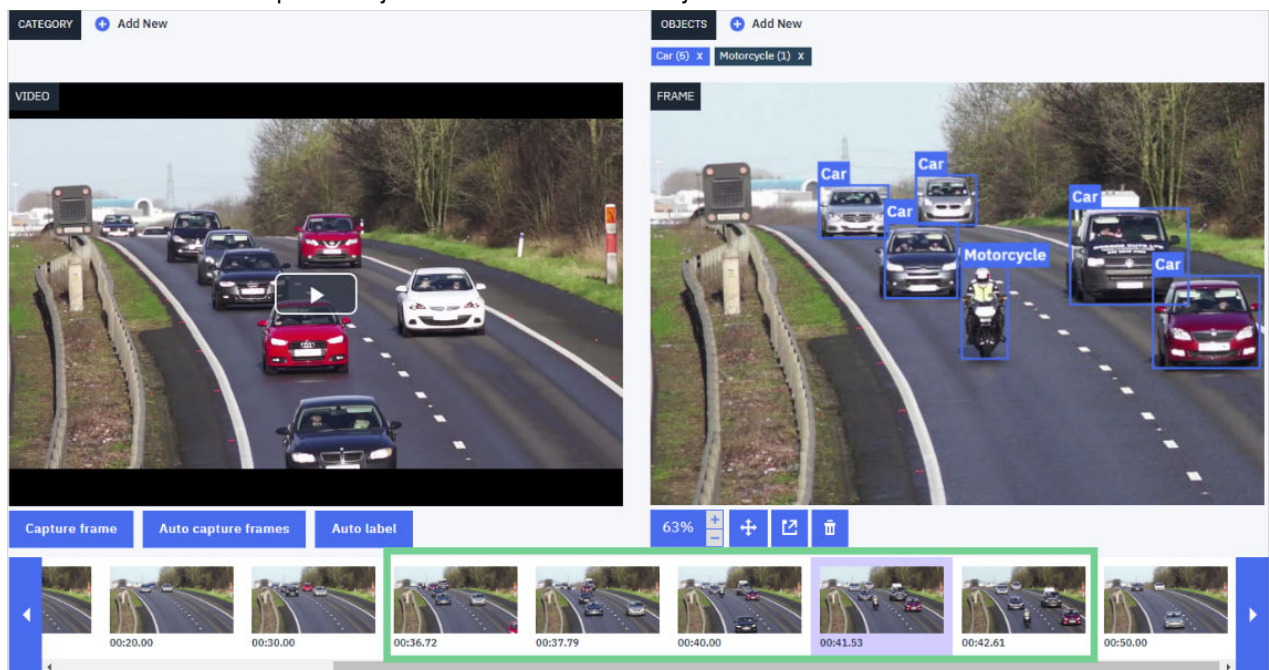 CATEGORY
Add New
OBJECTS
Add New
Car (5) X
Motorcycle (1) X
VIDEO
FRAME
Car
Car
Car
Car
Motorcycle
Car
Capture frame
Auto capture frames
Auto label
63%
+
−
00:20.00
00:30.00
00:36.72
00:37.79
00:40.00
00:41.53
00:42.61
00:50.00